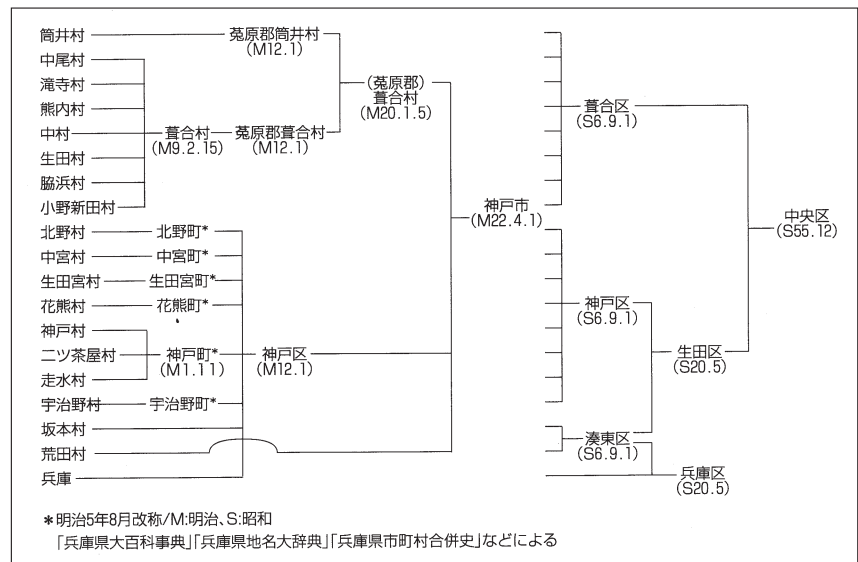 筒井村 菟原郡筒井村
(M12.1)
中尾村
滝寺村
熊内村
中村 葺合村 菟原郡葺合村
(M9.2.15) (M12.1)
生田村
脇浜村
小野新田村
(菟原郡)
葺合村
(M20.1.5)
北野村 北野町*
中宮村 中宮町*
生田宮村 生田宮町*
花熊村 花熊町*
神戸村
二ツ茶屋村 神戸町* 神戸区
(M1.11) (M12.1)
走水村
宇治野村 宇治野町*
坂本村
荒田村
兵庫
神戸市
(M22.4.1)
葺合区
(S6.9.1)
神戸区
(S6.9.1)
湊東区
(S6.9.1)
生田区
(S20.5)
兵庫区
(S20.5)
中央区
(S55.12)
*明治5年8月改称/M:明治、S:昭和
「兵庫県大百科事典」「兵庫県地名大辞典」「兵庫県市町村合併史」などによる